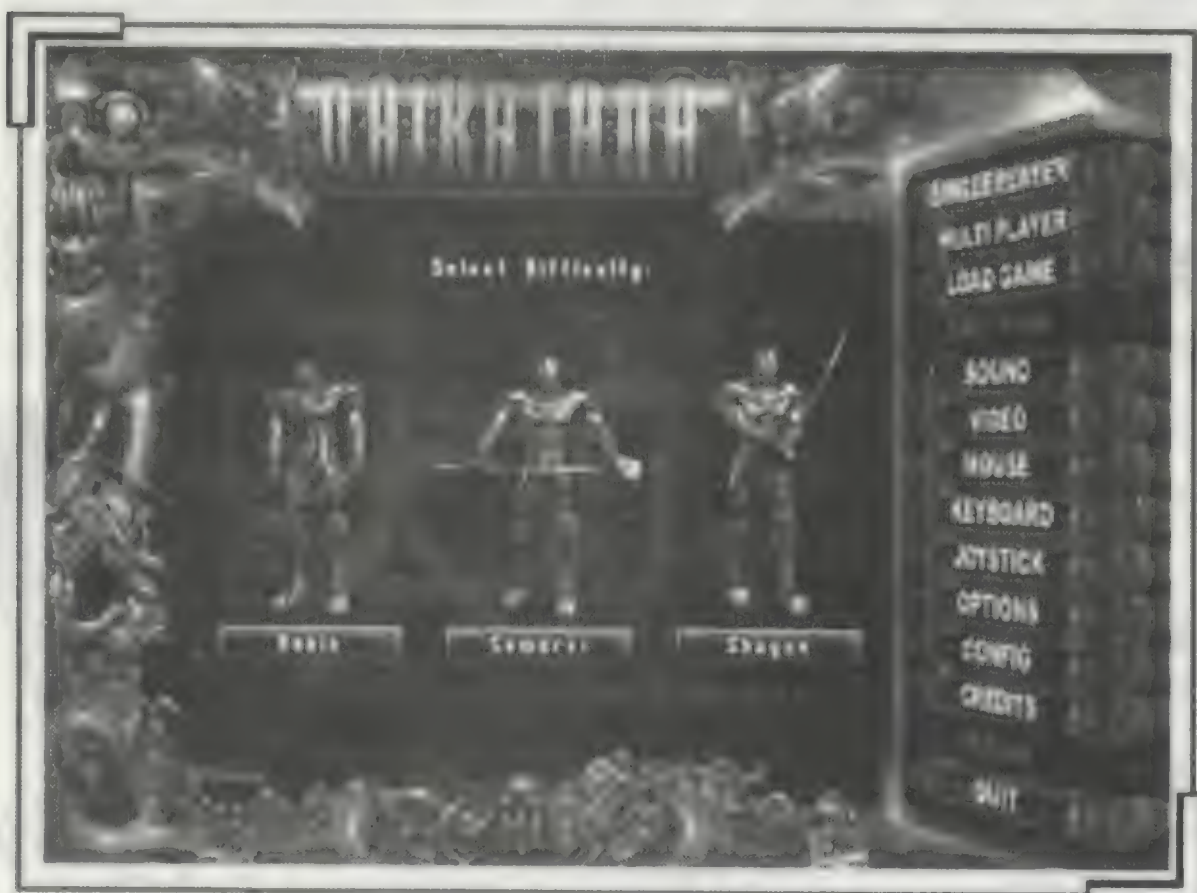 DAIKATANA
Select Difficulty:
Ronin
Samurai
Shogun
SINGLE PLAYER
MULTI PLAYER
LOAD GAME
SOUND
VIDEO
MOUSE
KEYBOARD
JOYSTICK
OPTIONS
CONFIG
CREDITS
QUIT